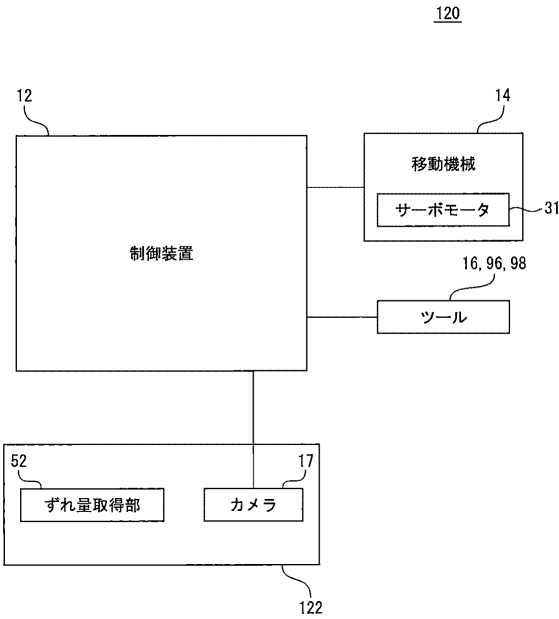 120
12
14
移動機械
サーボモータ
31
制御装置
16, 96, 98
ツール
52
17
ずれ量取得部
カメラ
122